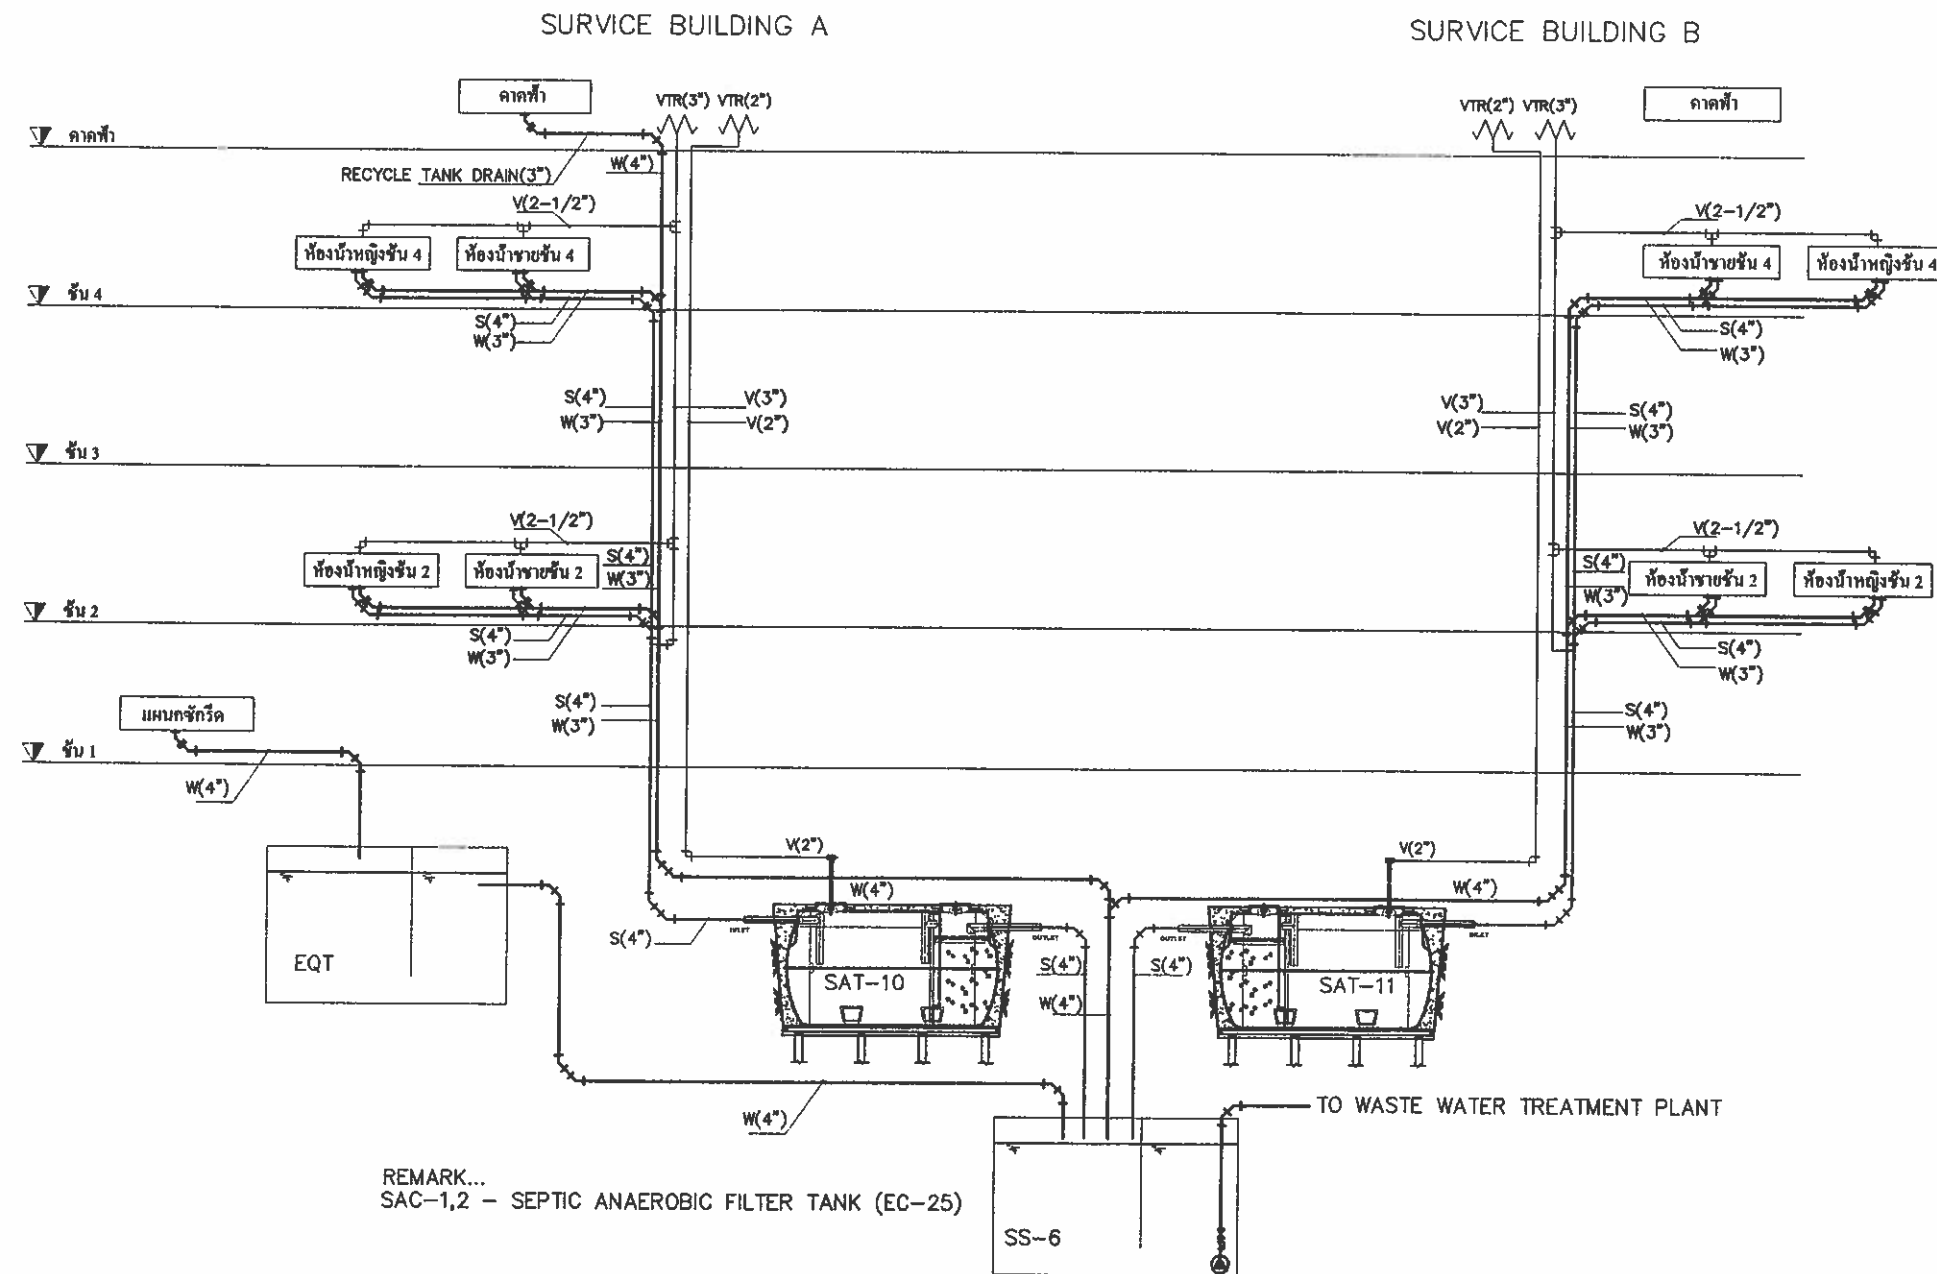 SURVICE BUILDING A
SURVICE BUILDING B
ดาดฟ้า
VTR(3") VTR(2")
VTR(2") VTR(3")
ดาดฟ้า
ดาดฟ้า
W(4")
RECYCLE TANK DRAIN(3")
V(2-1/2")
V(2-1/2")
ห้องน้ำหญิงชั้น 4
ห้องน้ำชายชั้น 4
ห้องน้ำชายชั้น 4
ห้องน้ำหญิงชั้น 4
ชั้น 4
S(4")
W(3")
S(4")
W(3")
S(4")
W(3")
V(3")
V(2")
V(3")
V(2")
S(4")
W(3")
ชั้น 3
V(2-1/2")
V(2-1/2")
ห้องน้ำหญิงชั้น 2
ห้องน้ำชายชั้น 2
S(4")
W(3")
S(4")
W(3")
ห้องน้ำชายชั้น 2
ห้องน้ำหญิงชั้น 2
ชั้น 2
S(4")
W(3")
S(4")
W(3")
แผนกซักรีด
S(4")
W(3")
S(4")
W(3")
ชั้น 1
W(4")
V(2")
V(2")
W(4")
W(4")
S(4")
INLET
OUTLET
OUTLET
INLET
EQT
SAT-10
S(4")
S(4")
SAT-11
W(4")
W(4")
TO WASTE WATER TREATMENT PLANT
REMARK...
SAC-1,2 - SEPTIC ANAEROBIC FILTER TANK (EC-25)
SS-6